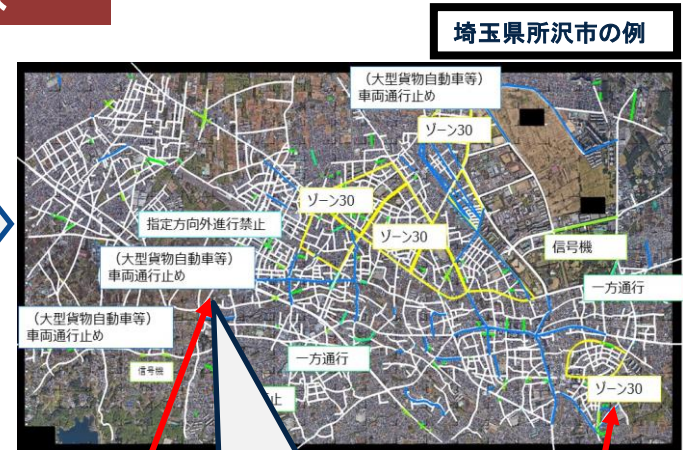 埼玉県所沢市の例
（大型貨物自動車等）
車両通行止め
ゾーン30
ゾーン30
ゾーン30
指定方向外進行禁止
信号機
（大型貨物自動車等）
車両通行止め
一方通行
（大型貨物自動車等）
車両通行止め
一方通行
信号機
ゾーン30
止